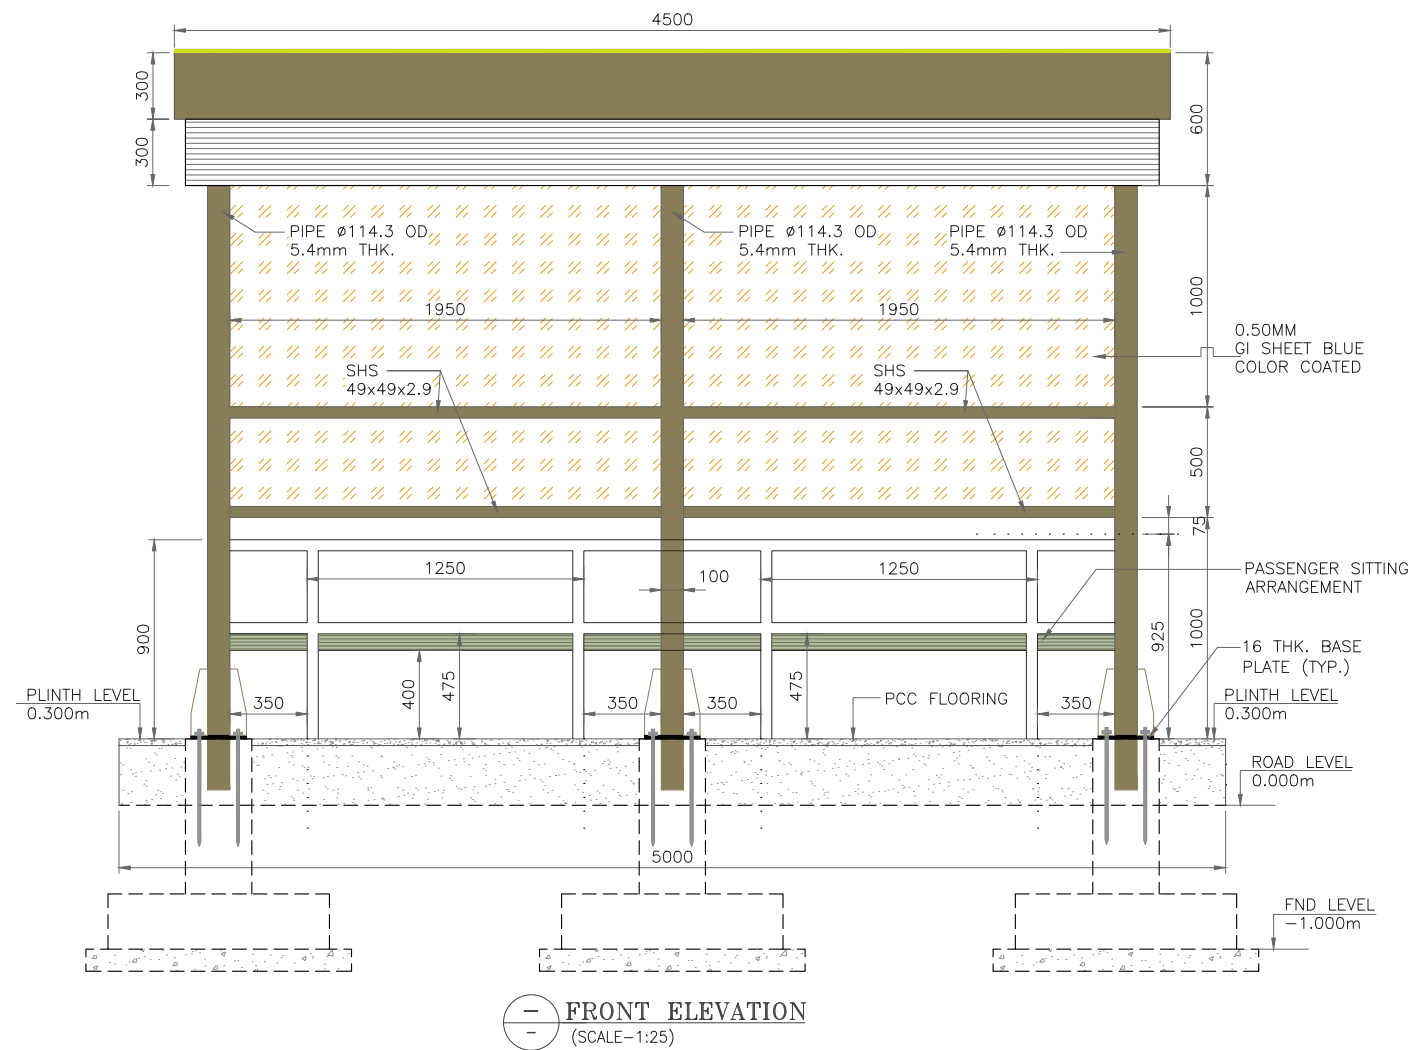 4500
300
300
600
PIPE ø114.3 OD
5.4mm THK.
PIPE ø114.3 OD
5.4mm THK.
PIPE ø114.3 OD
5.4mm THK.
1000
1950
1950
0.50MM
GI SHEET BLUE
COLOR COATED
SHS
49x49x2.9
SHS
49x49x2.9
500
75
1250
100
1250
PASSENGER SITTING
ARRANGEMENT
900
925
1000
400
475
475
16 THK. BASE
PLATE (TYP.)
PLINTH LEVEL
0.300m
350
350
350
PCC FLOORING
350
PLINTH LEVEL
0.300m
ROAD LEVEL
0.000m
5000
FND LEVEL
-1.000m
FRONT ELEVATION
(SCALE-1:25)